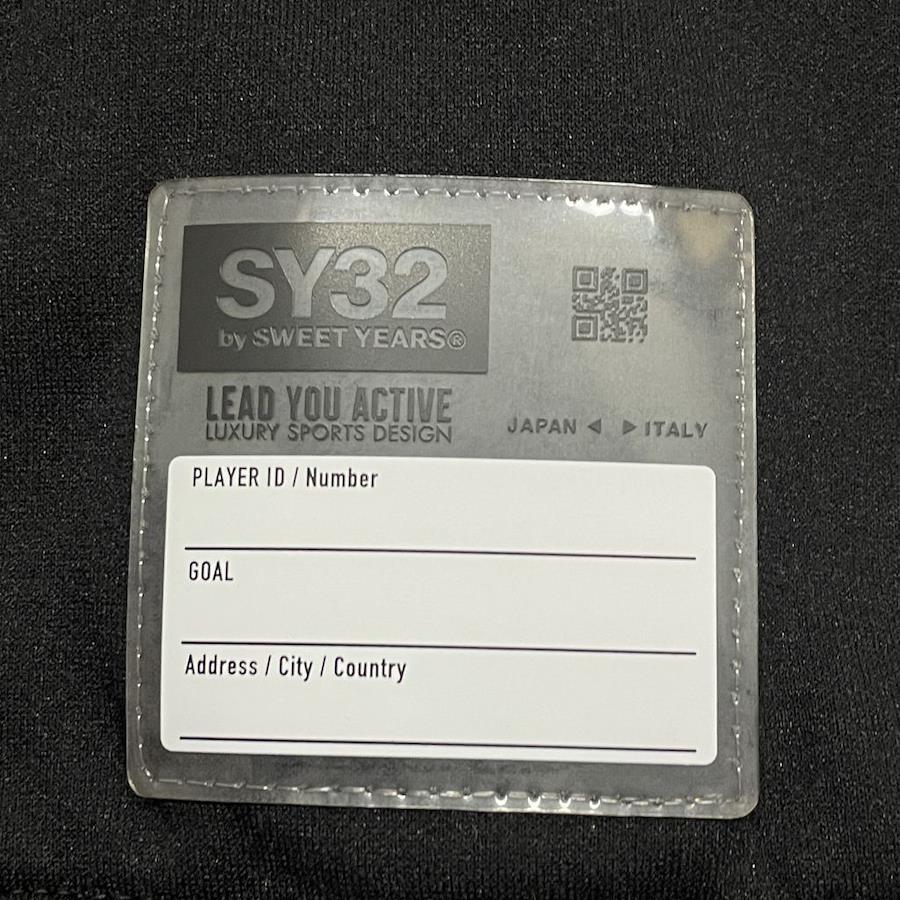 SY32
by SWEET YEARS®
LEAD YOU ACTIVE
LUXURY SPORTS DESIGN
JAPAN ◀ ▶ ITALY
PLAYER ID / Number
GOAL
Address / City / Country